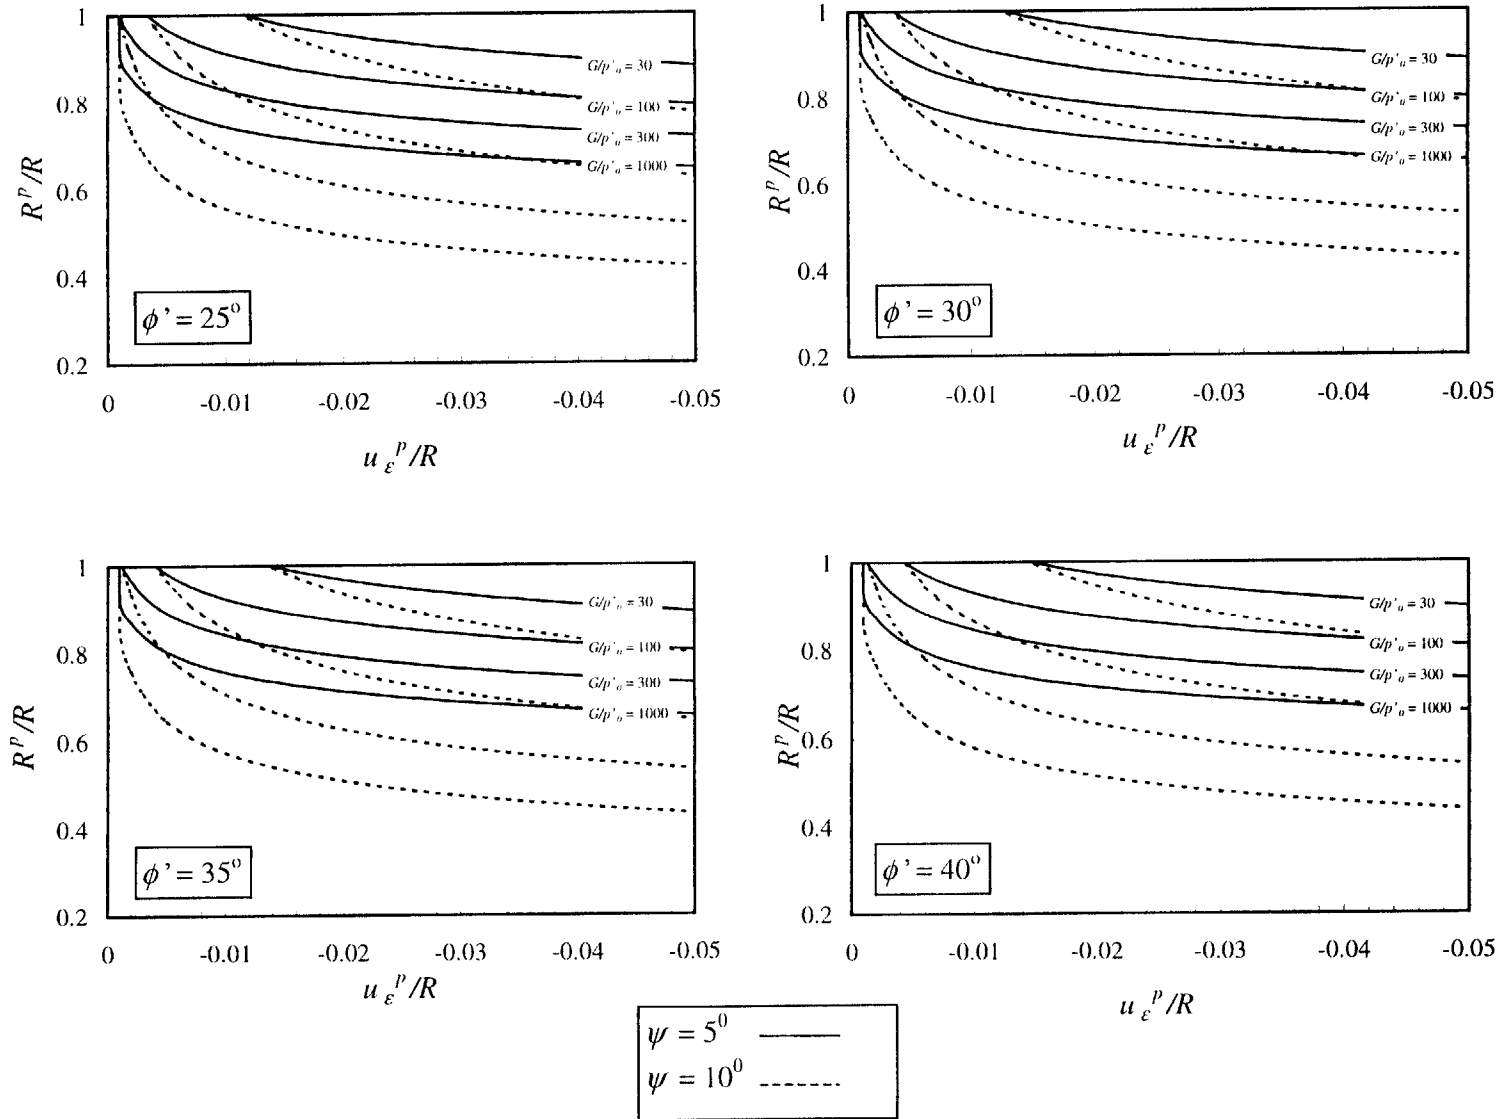 1
0.8
0.6
0.4
0.2
R^p/R
G/p'₀ = 30
G/p'₀ = 100
G/p'₀ = 300
G/p'₀ = 1000
ϕ' = 25⁰
0 -0.01 -0.02 -0.03 -0.04 -0.05
u_ε^p/R
1
0.8
0.6
0.4
0.2
R^p/R
G/p'₀ = 30
G/p'₀ = 100
G/p'₀ = 300
G/p'₀ = 1000
ϕ' = 30⁰
0 -0.01 -0.02 -0.03 -0.04 -0.05
u_ε^p/R
1
0.8
0.6
0.4
0.2
R^p/R
G/p'₀ = 30
G/p'₀ = 100
G/p'₀ = 300
G/p'₀ = 1000
ϕ' = 35⁰
0 -0.01 -0.02 -0.03 -0.04 -0.05
u_ε^p/R
1
0.8
0.6
0.4
0.2
R^p/R
G/p'₀ = 30
G/p'₀ = 100
G/p'₀ = 300
G/p'₀ = 1000
ϕ' = 40⁰
0 -0.01 -0.02 -0.03 -0.04 -0.05
u_ε^p/R
ψ = 5⁰
ψ = 10⁰